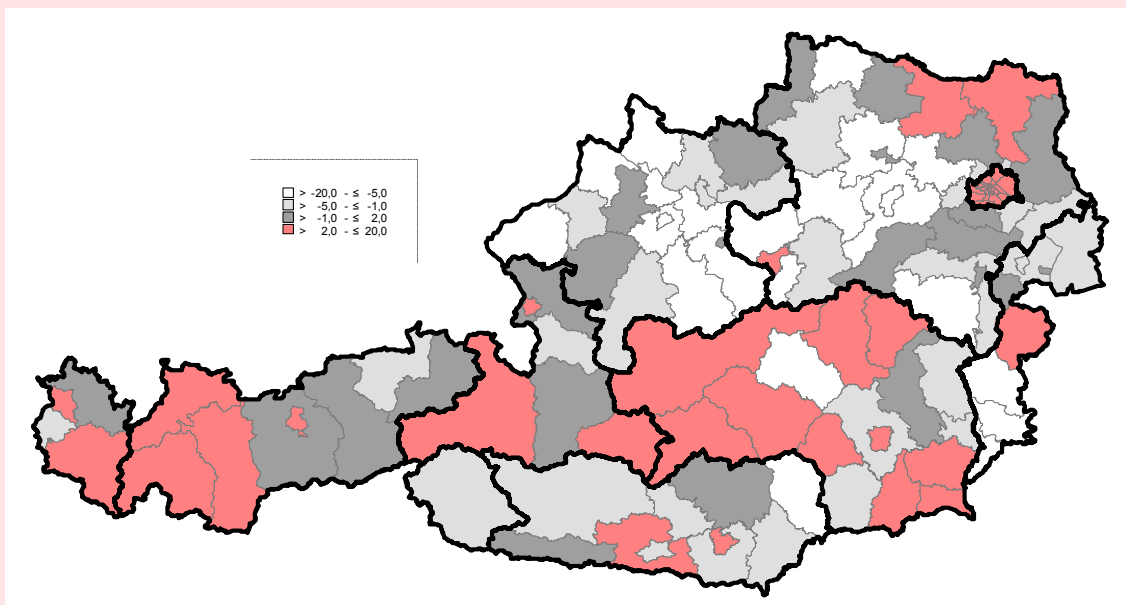 > -20,0 - ≤ -5,0
> -5,0 - ≤ -1,0
> -1,0 - ≤ 2,0
> 2,0 - ≤ 20,0